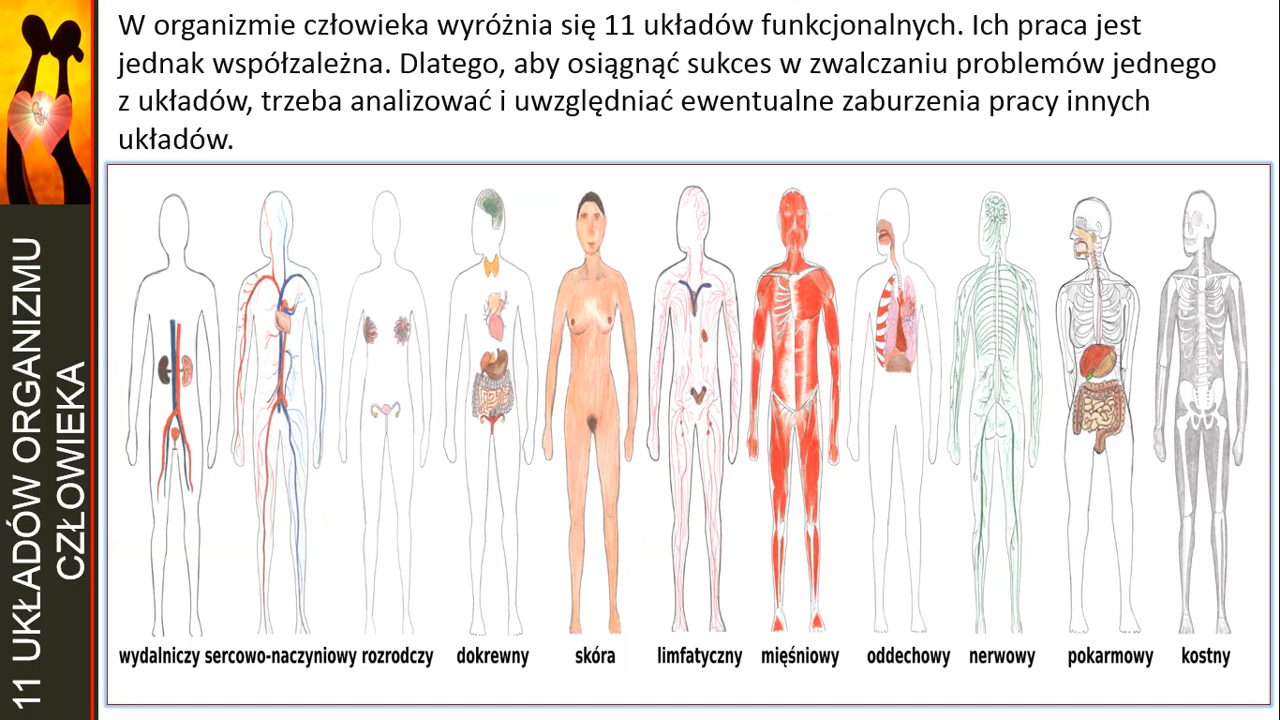 W organizmie człowieka wyróżnia się 11 układów funkcjonalnych. Ich praca jest
jednak współzależna. Dlatego, aby osiągnąć sukces w zwalczaniu problemów jednego
z układów, trzeba analizować i uwzględniać ewentualne zaburzenia pracy innych
układów.
11 UKŁADÓW ORGANIZMU
CZŁOWIEKA
wydalniczy sercowo-naczyniowy rozrodczy dokrewny skóra limfatyczny mięśniowy oddechowy nerwowy pokarmowy kostny